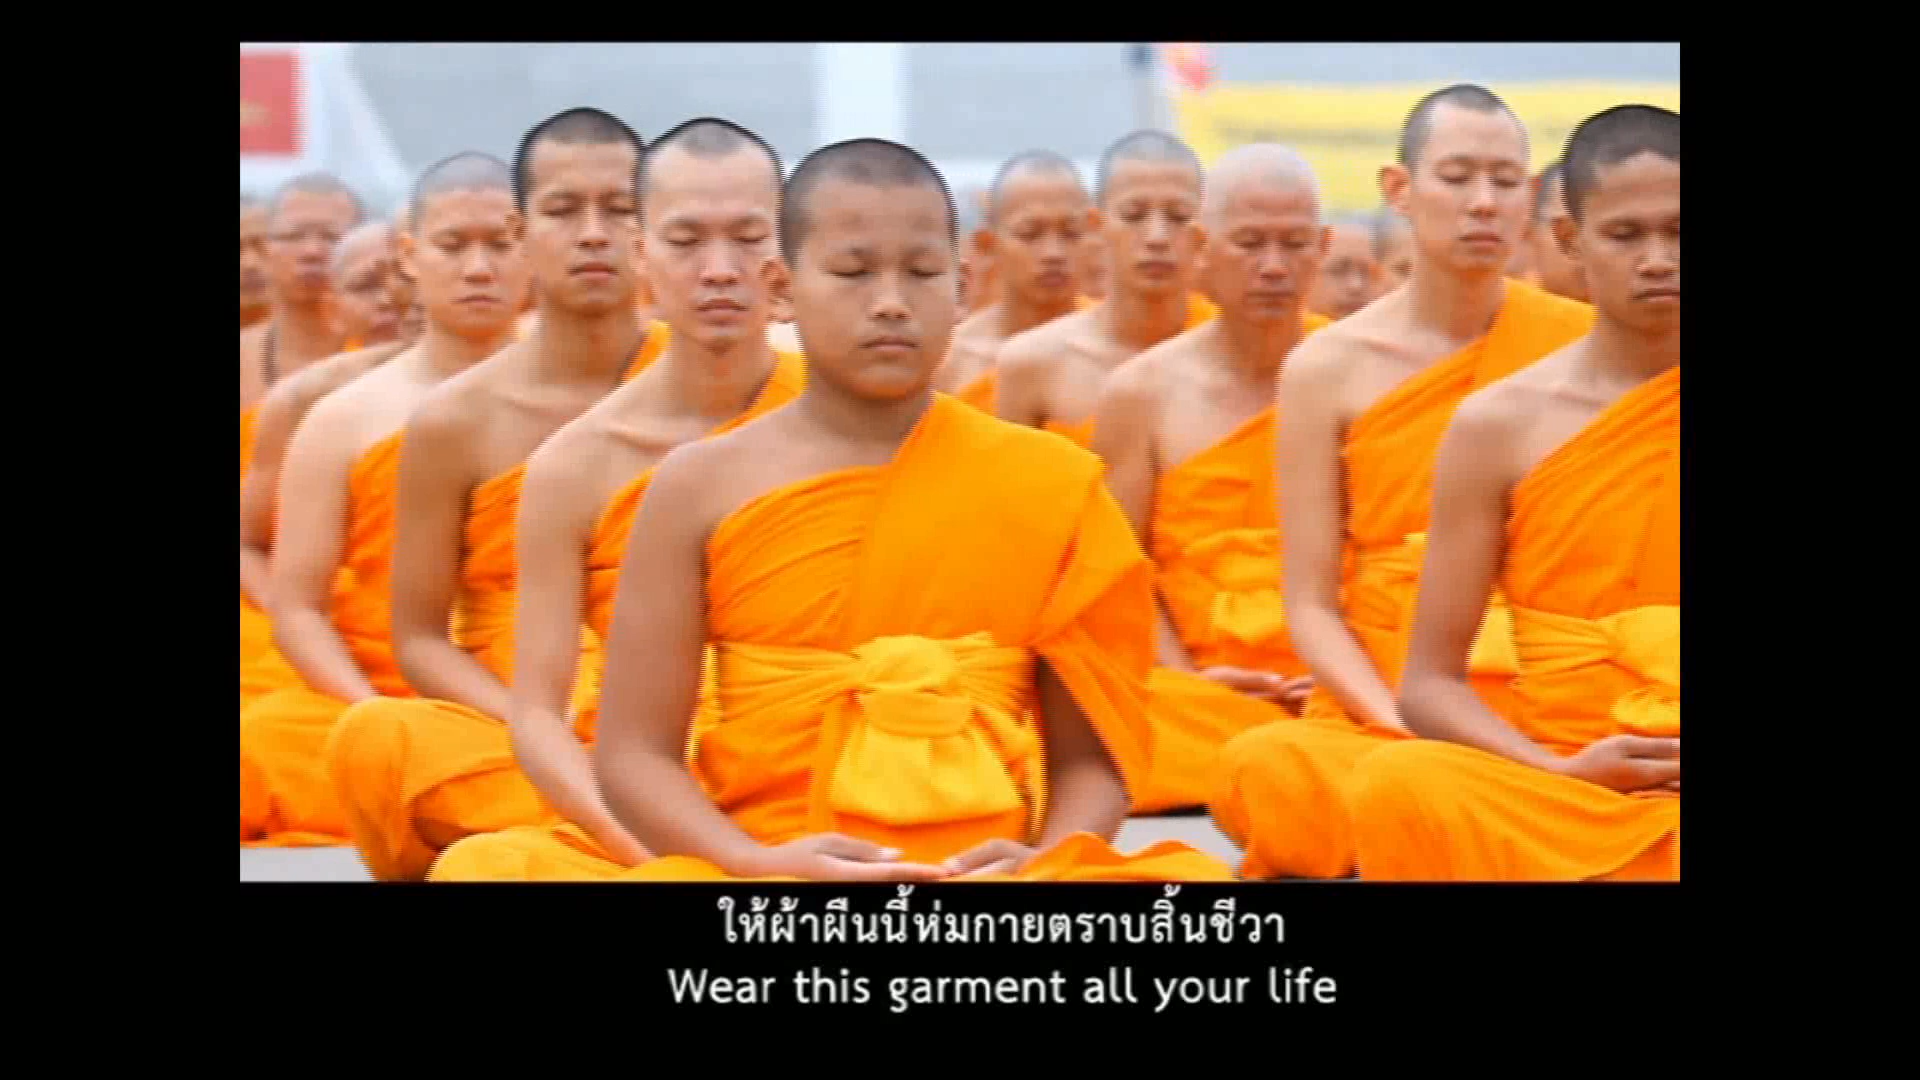 ให้ผ้าผืนนี้ห่มกายตราบสิ้นชีวา
Wear this garment all your life